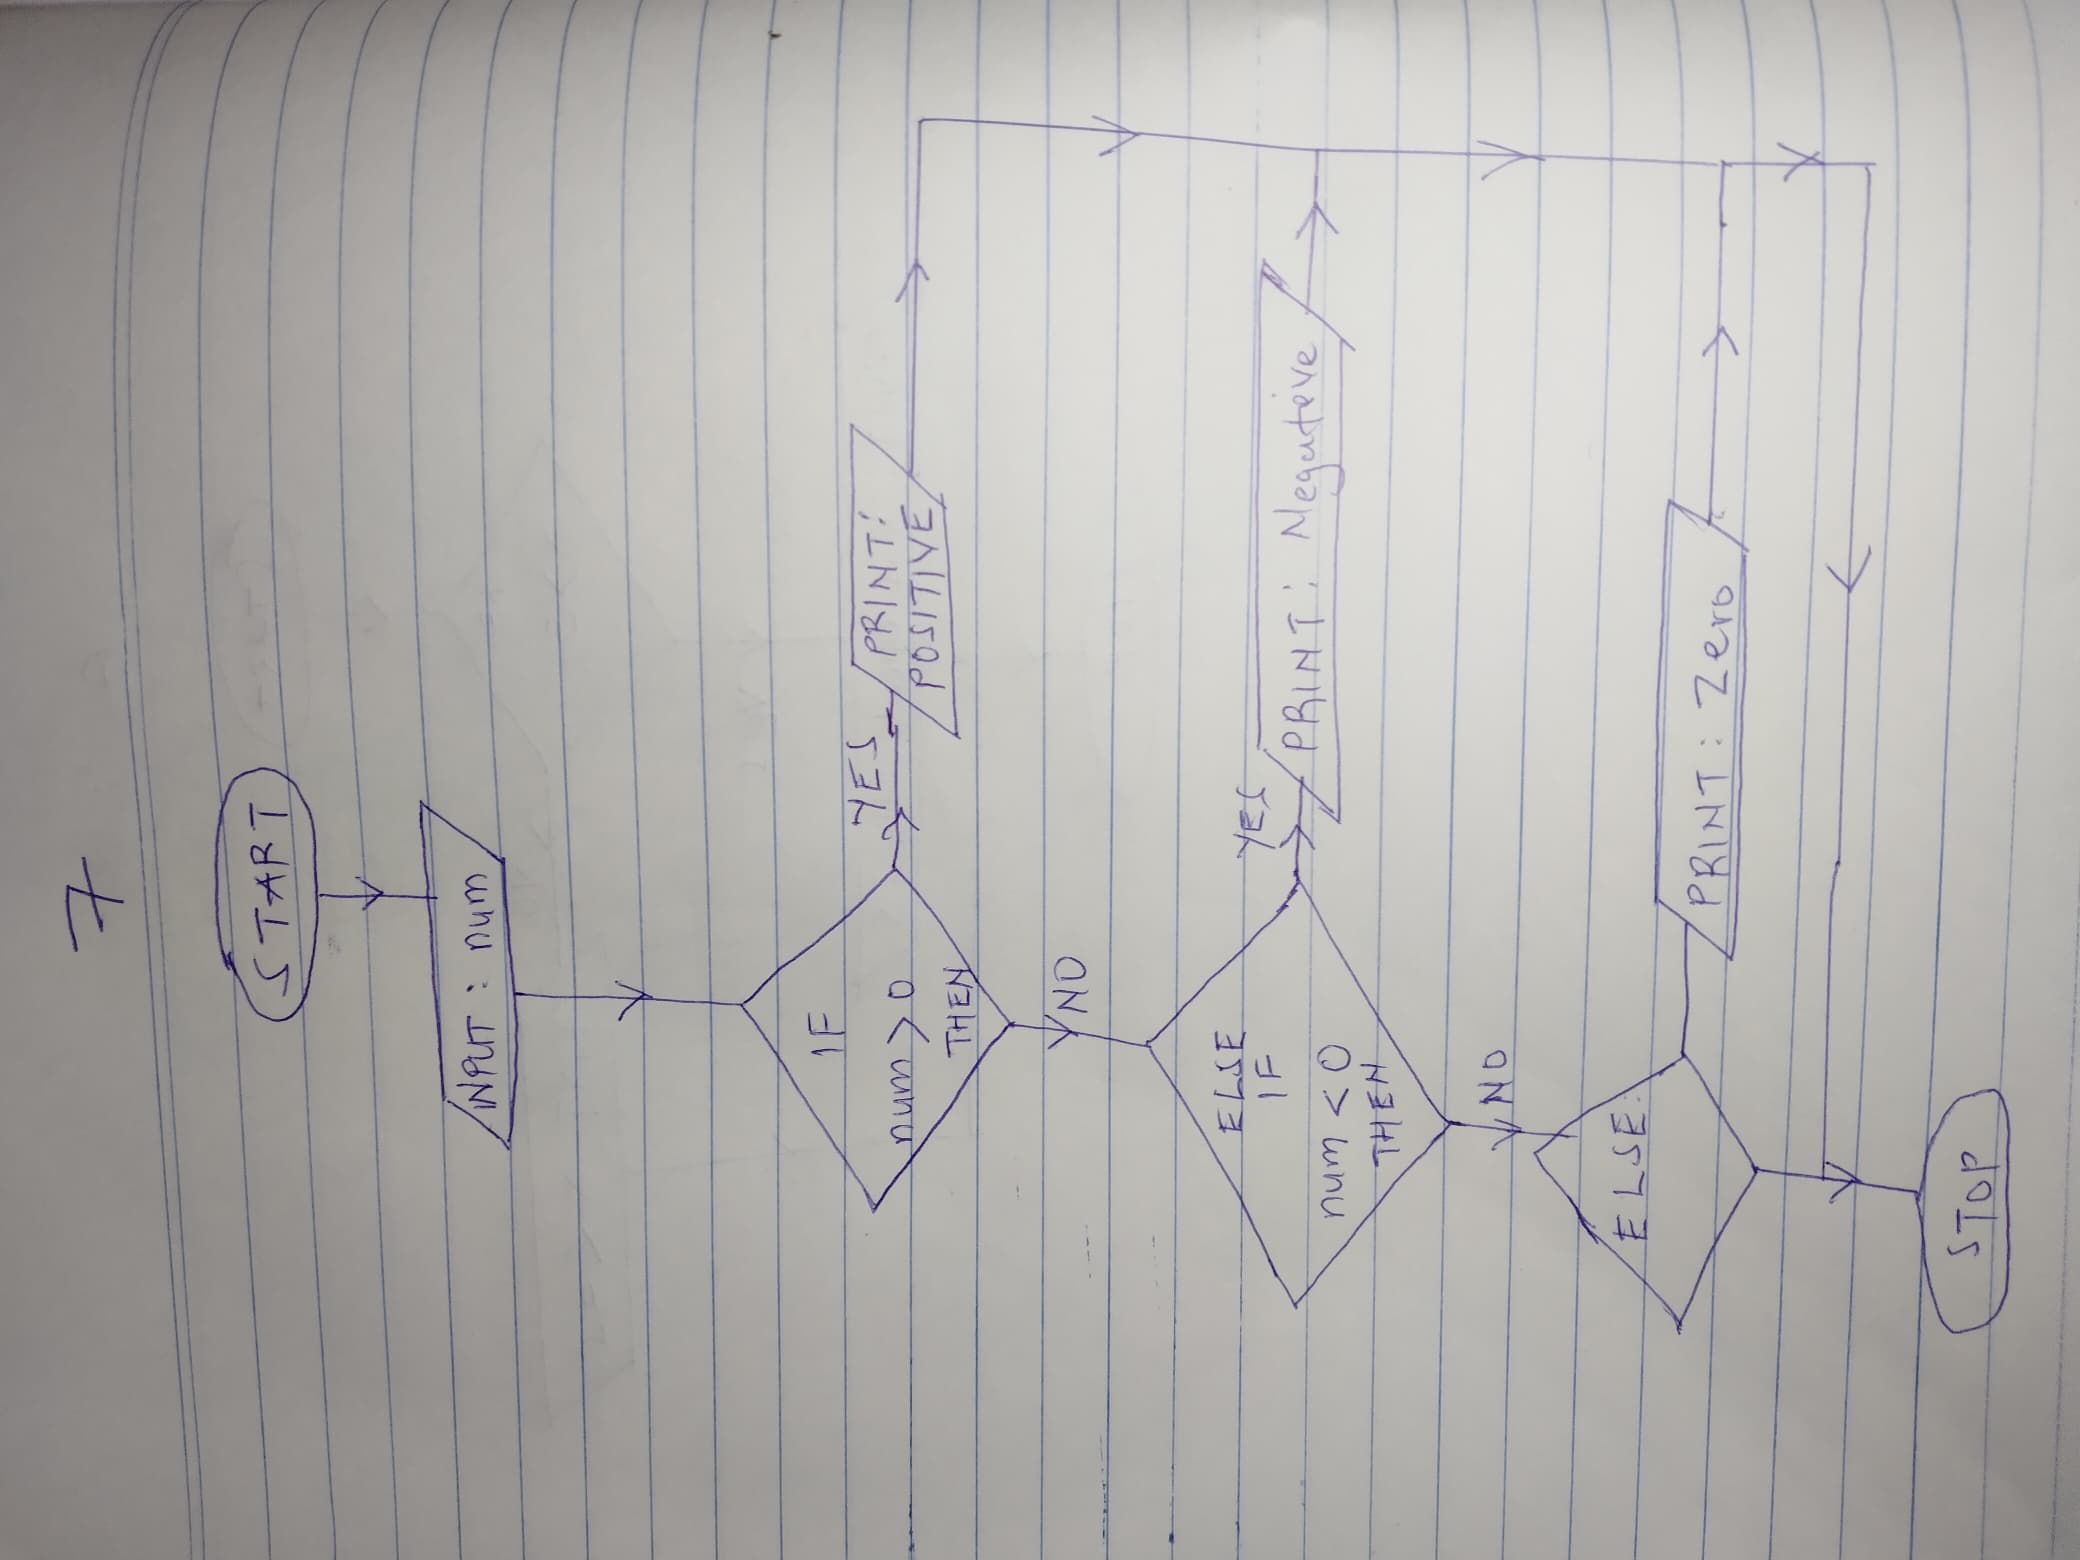 7
START
INPUT : num
IF
num > 0
THEN
YES
PRINT:
POSITIVE
NO
ELSE
IF
num < 0
THEN
YES
PRINT : Negative
NO
ELSE:
PRINT : Zero
STOP